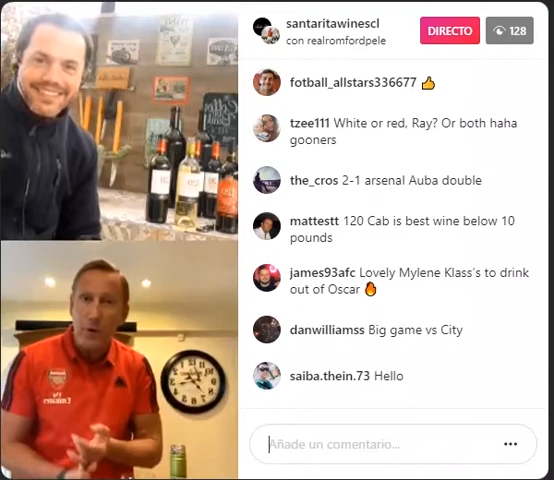 santaritawinescl
con realromfordpele
DIRECTO
128
fotball_allstars336677 👍
tzee111 White or red, Ray? Or both haha
gooners
the_cros 2-1 arsenal Auba double
mattestt 120 Cab is best wine below 10
pounds
james93afc Lovely Mylene Klass's to drink
out of Oscar 🔥
danwilliamss Big game vs City
saiba.thein.73 Hello
Añade un comentario...